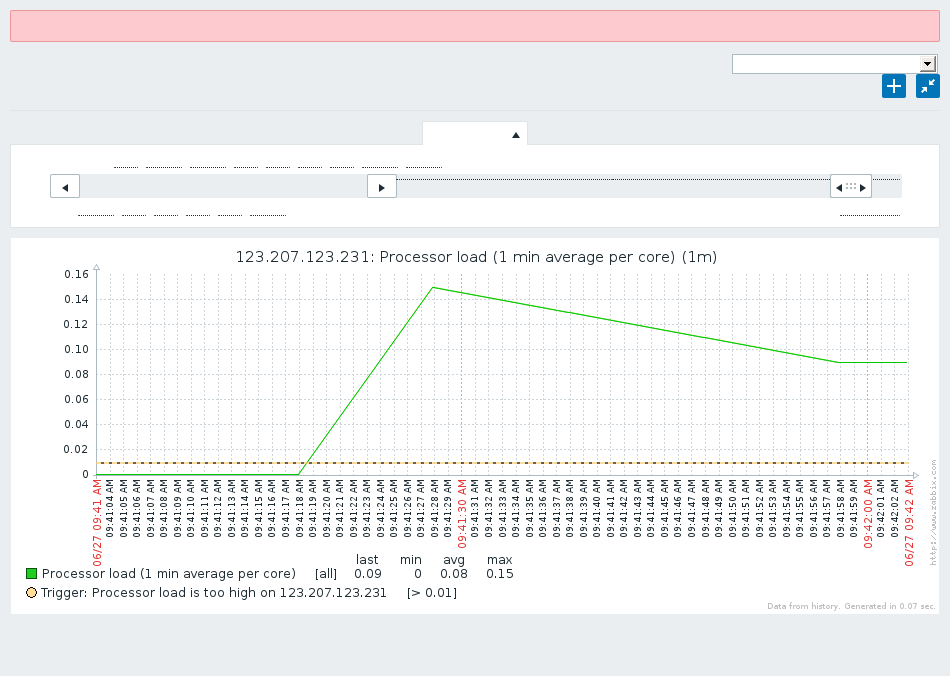 123.207.123.231: Processor load (1 min average per core) (1m)
0.16
0.14
0.12
0.10
0.08
0.06
0.04
0.02
0
06/27 09:41 AM
09:41:04 AM
09:41:05 AM
09:41:06 AM
09:41:07 AM
09:41:08 AM
09:41:09 AM
09:41:10 AM
09:41:11 AM
09:41:12 AM
09:41:13 AM
09:41:14 AM
09:41:15 AM
09:41:16 AM
09:41:17 AM
09:41:18 AM
09:41:19 AM
09:41:20 AM
09:41:21 AM
09:41:22 AM
09:41:23 AM
09:41:24 AM
09:41:25 AM
09:41:26 AM
09:41:27 AM
09:41:28 AM
09:41:29 AM
09:41:30 AM
09:41:31 AM
09:41:32 AM
09:41:33 AM
09:41:34 AM
09:41:35 AM
09:41:36 AM
09:41:37 AM
09:41:38 AM
09:41:39 AM
09:41:40 AM
09:41:41 AM
09:41:42 AM
09:41:43 AM
09:41:44 AM
09:41:45 AM
09:41:46 AM
09:41:47 AM
09:41:48 AM
09:41:49 AM
09:41:50 AM
09:41:51 AM
09:41:52 AM
09:41:53 AM
09:41:54 AM
09:41:55 AM
09:41:56 AM
09:41:57 AM
09:41:58 AM
09:41:59 AM
09:42:00 AM
09:42:01 AM
09:42:02 AM
06/27 09:42 AM
http://www.zabbix.com
last min avg max
Processor load (1 min average per core) [all] 0.09 0 0.08 0.15
Trigger: Processor load is too high on 123.207.123.231 [> 0.01]
Data from history. Generated in 0.07 sec.